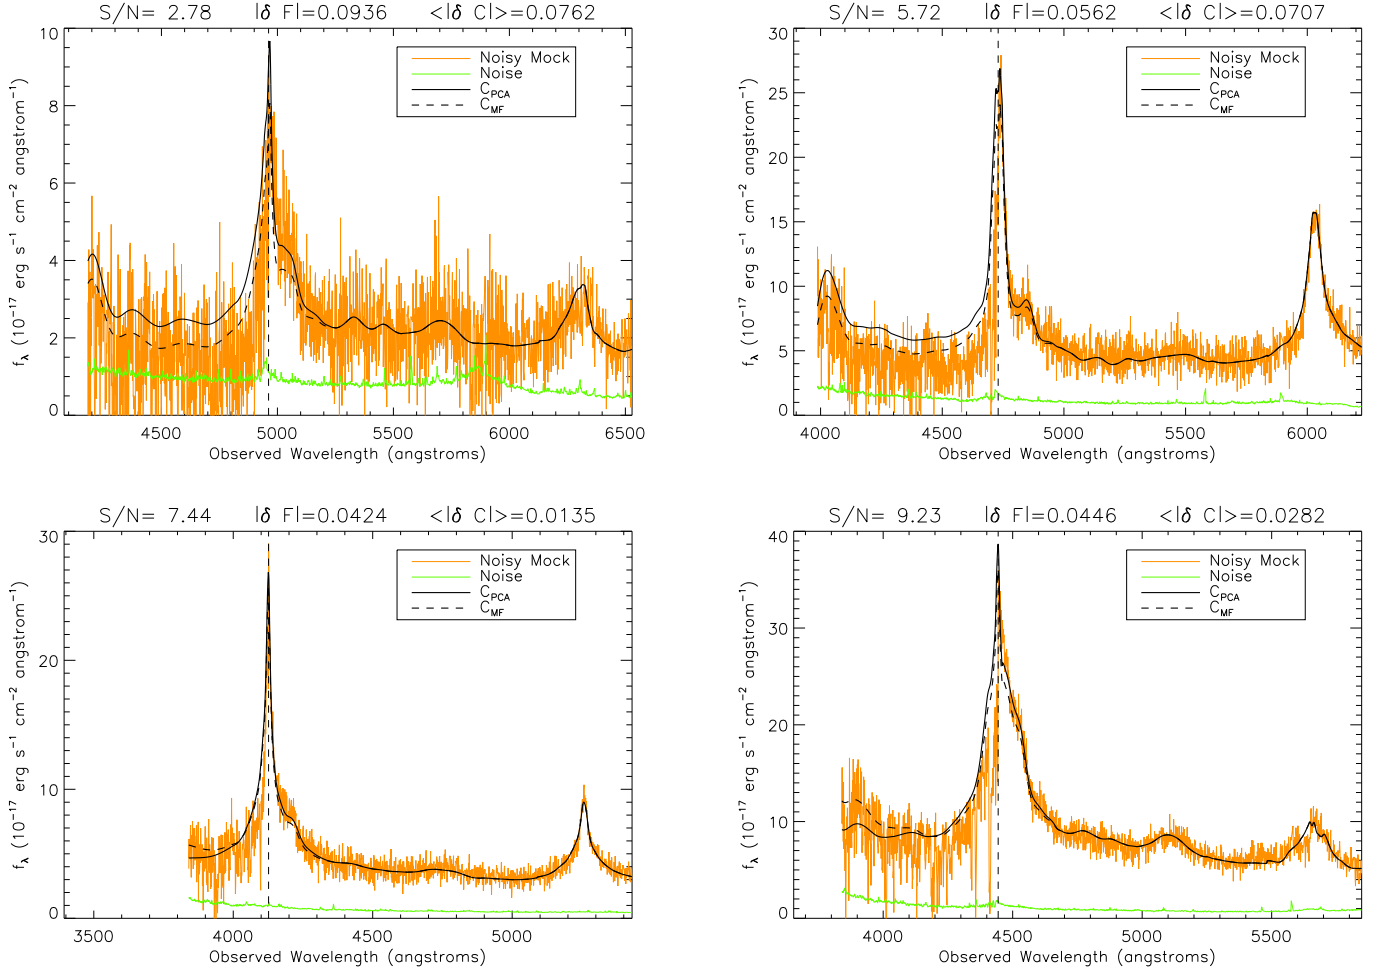 S/N= 2.78 |δ F|=0.0936 <|δ C|>=0.0762
10
8
6
4
2
0
f_λ (10^-17 erg s^-1 cm^-2 angstrom^-1)
Noisy Mock
Noise
C_PCA
C_MF
4500 5000 5500 6000 6500
Observed Wavelength (angstroms)
S/N= 5.72 |δ F|=0.0562 <|δ C|>=0.0707
30
25
20
15
10
5
0
f_λ (10^-17 erg s^-1 cm^-2 angstrom^-1)
Noisy Mock
Noise
C_PCA
C_MF
4000 4500 5000 5500 6000
Observed Wavelength (angstroms)
S/N= 7.44 |δ F|=0.0424 <|δ C|>=0.0135
30
20
10
0
f_λ (10^-17 erg s^-1 cm^-2 angstrom^-1)
Noisy Mock
Noise
C_PCA
C_MF
3500 4000 4500 5000
Observed Wavelength (angstroms)
S/N= 9.23 |δ F|=0.0446 <|δ C|>=0.0282
40
30
20
10
0
f_λ (10^-17 erg s^-1 cm^-2 angstrom^-1)
Noisy Mock
Noise
C_PCA
C_MF
4000 4500 5000 5500
Observed Wavelength (angstroms)